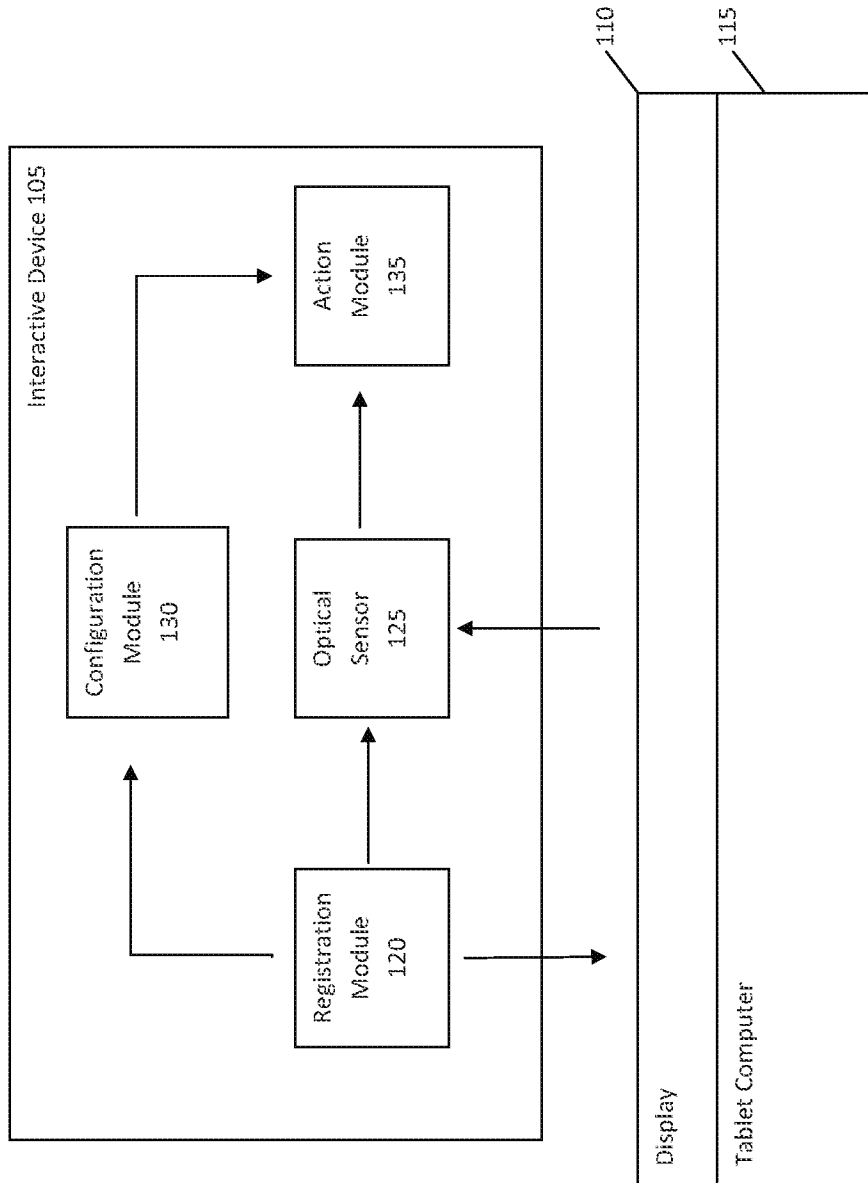 Interactive Device 105
Configuration
Module
130
Registration
Module
120
Optical
Sensor
125
Action
Module
135
Display
110
Tablet Computer
115